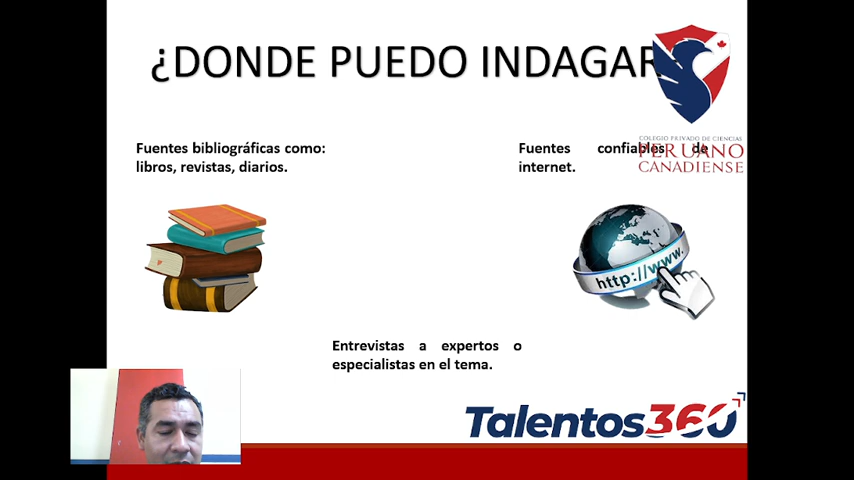 ¿DONDE PUEDO INDAGAR
COLEGIO PRIVADO DE CIENCIAS
PERUANO
CANADIENSE
Fuentes bibliográficas como:
libros, revistas, diarios.
Fuentes confiables de
internet.
http://www.
Entrevistas a expertos o
especialistas en el tema.
Talentos360